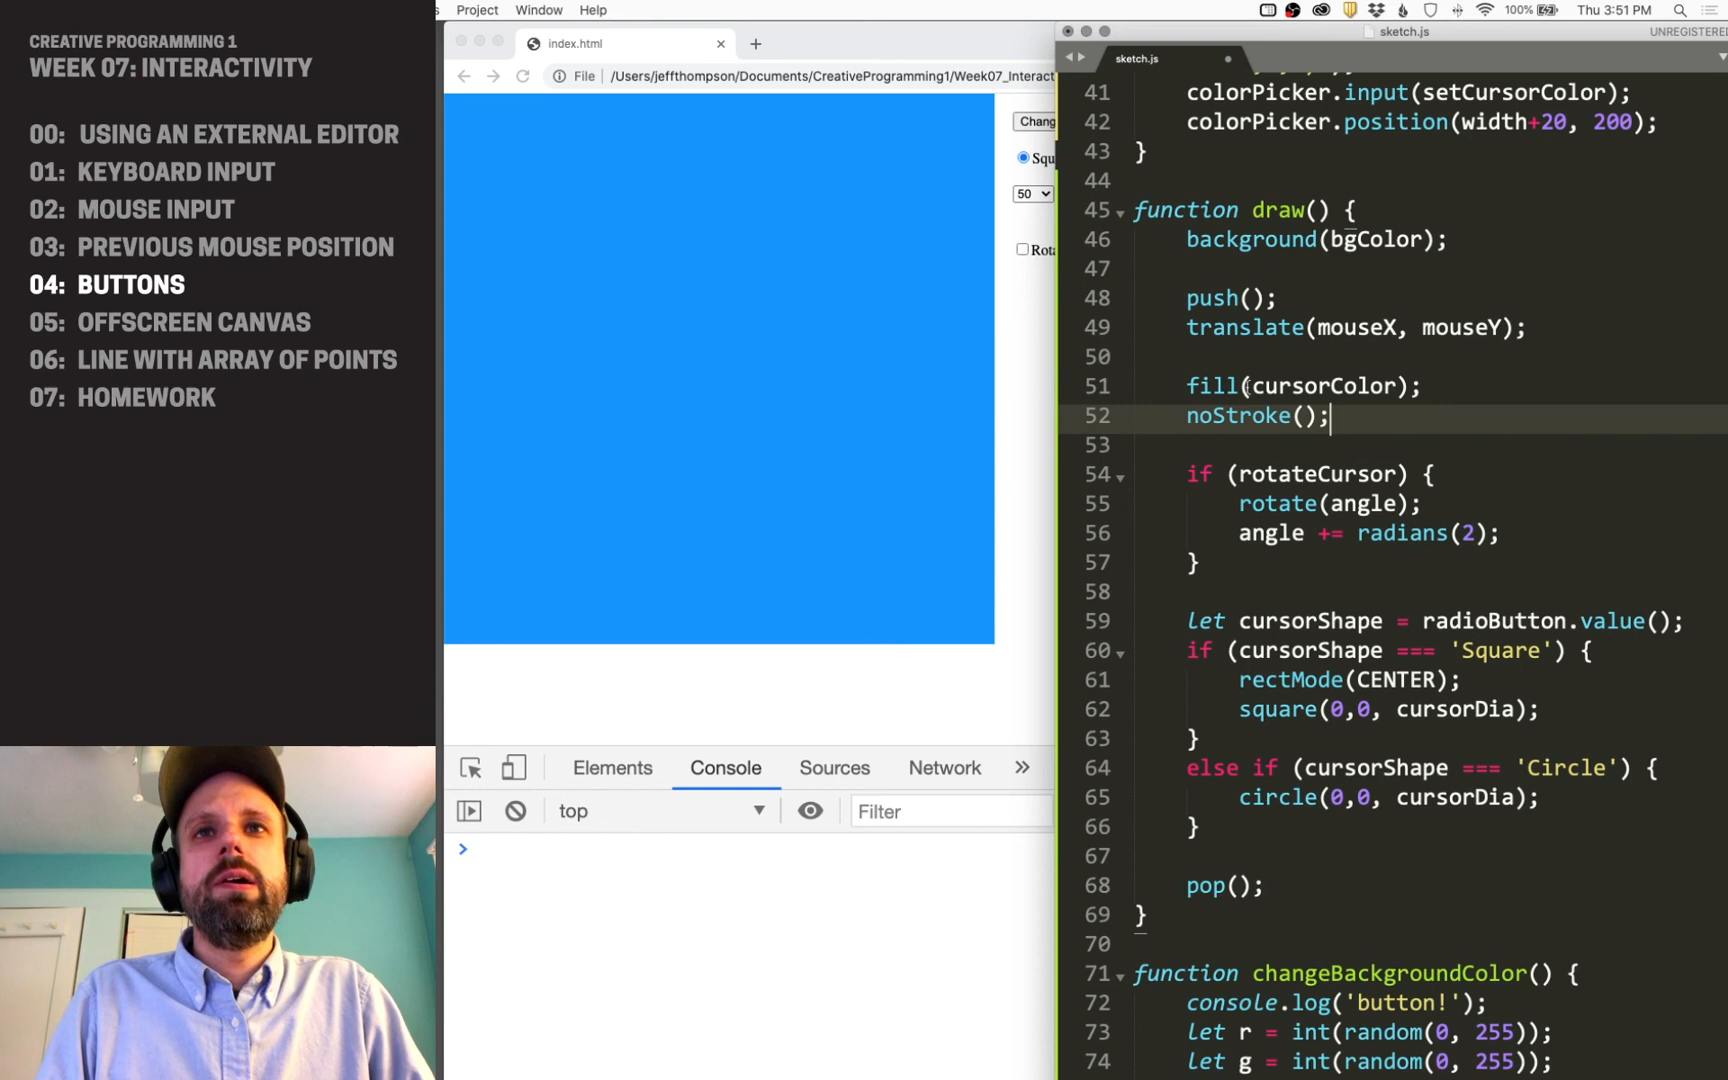 CREATIVE PROGRAMMING 1
WEEK 07: INTERACTIVITY
00: USING AN EXTERNAL EDITOR
01: KEYBOARD INPUT
02: MOUSE INPUT
03: PREVIOUS MOUSE POSITION
04: BUTTONS
05: OFFSCREEN CANVAS
06: LINE WITH ARRAY OF POINTS
07: HOMEWORK
Project Window Help
100% Thu 3:51 PM
index.html
File /Users/jeffthompson/Documents/CreativeProgramming1/Week07_Interact
Chang
Squ
50
Rota
Elements Console Sources Network
top
Filter
sketch.js
UNREGISTERED
sketch.js
41 colorPicker.input(setCursorColor);
42 colorPicker.position(width+20, 200);
43 }
44
45 function draw() {
46 background(bgColor);
47
48 push();
49 translate(mouseX, mouseY);
50
51 fill(cursorColor);
52 noStroke();
53
54 if (rotateCursor) {
55 rotate(angle);
56 angle += radians(2);
57 }
58
59 let cursorShape = radioButton.value();
60 if (cursorShape === 'Square') {
61 rectMode(CENTER);
62 square(0,0, cursorDia);
63 }
64 else if (cursorShape === 'Circle') {
65 circle(0,0, cursorDia);
66 }
67
68 pop();
69 }
70
71 function changeBackgroundColor() {
72 console.log('button!');
73 let r = int(random(0, 255));
74 let g = int(random(0, 255));